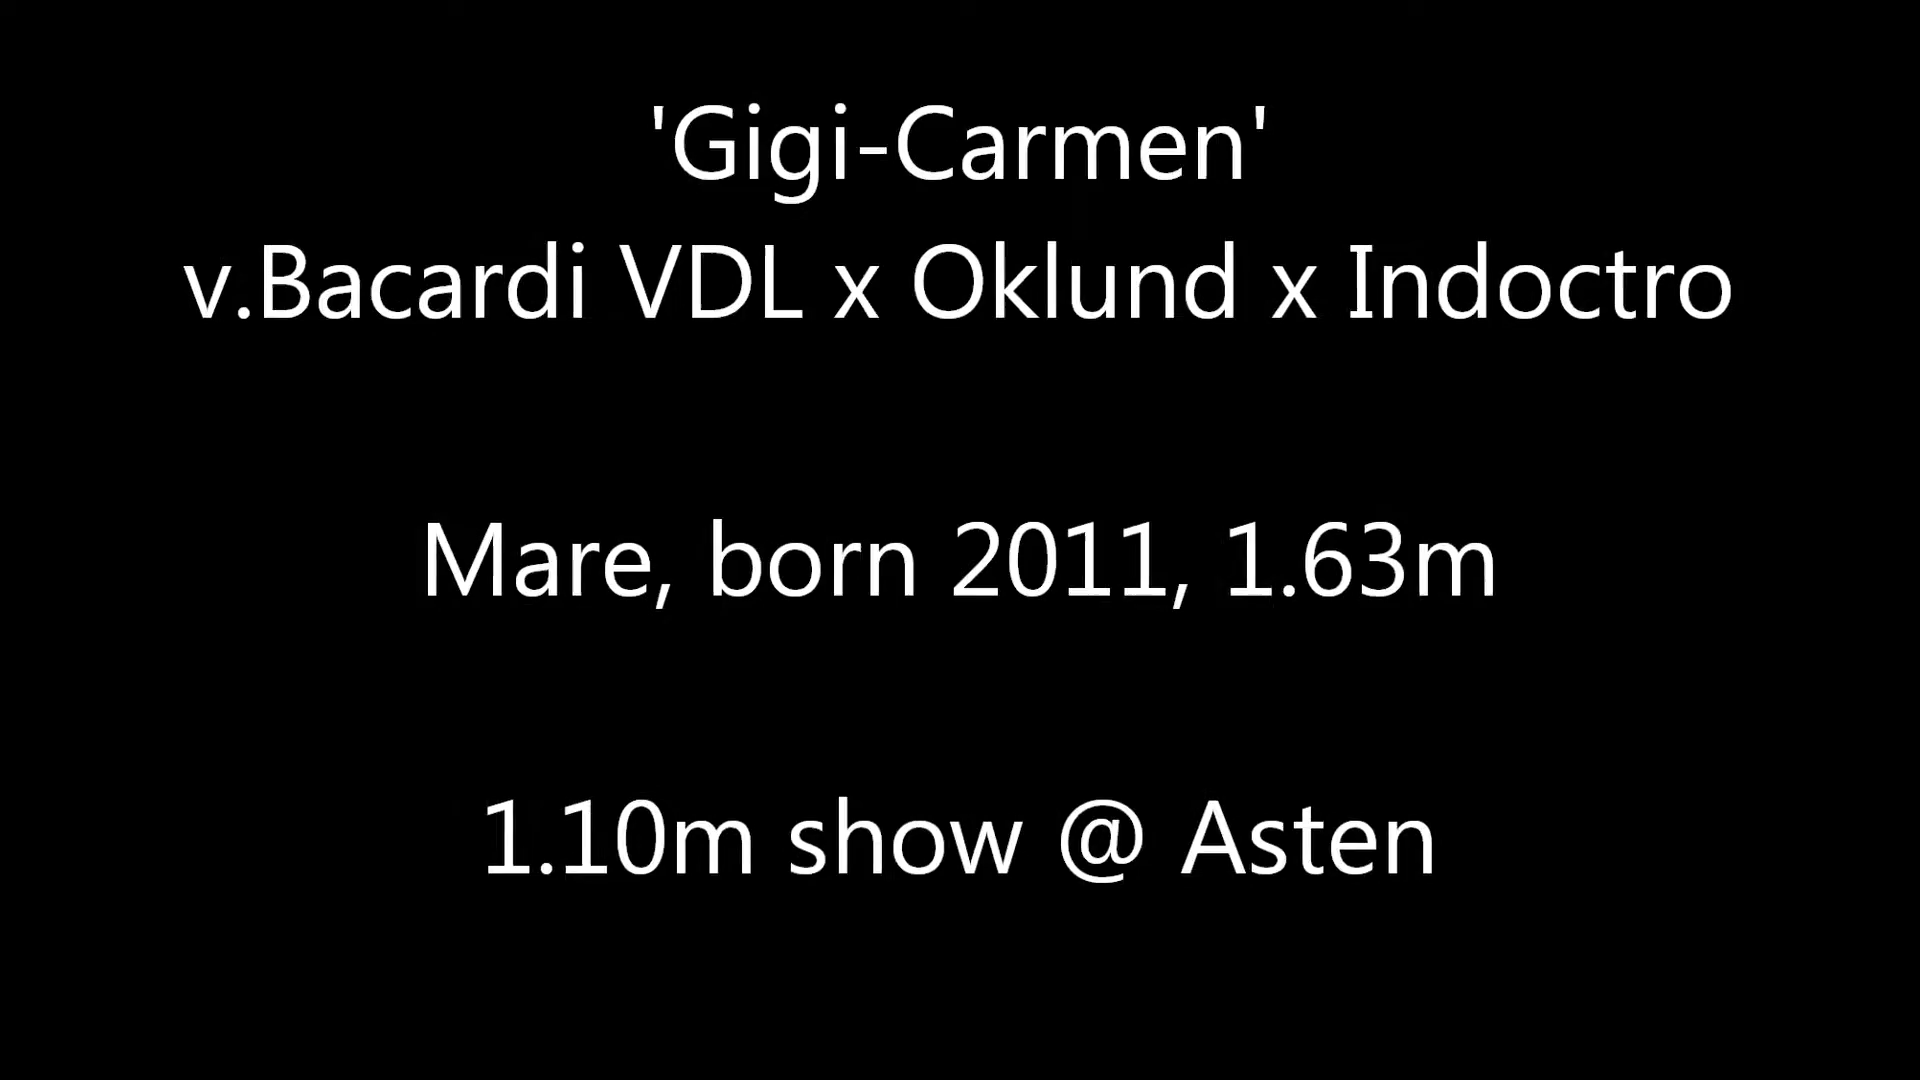 'Gigi-Carmen'
v.Bacardi VDL x Oklund x Indoctro
Mare, born 2011, 1.63m
1.10m show @ Asten